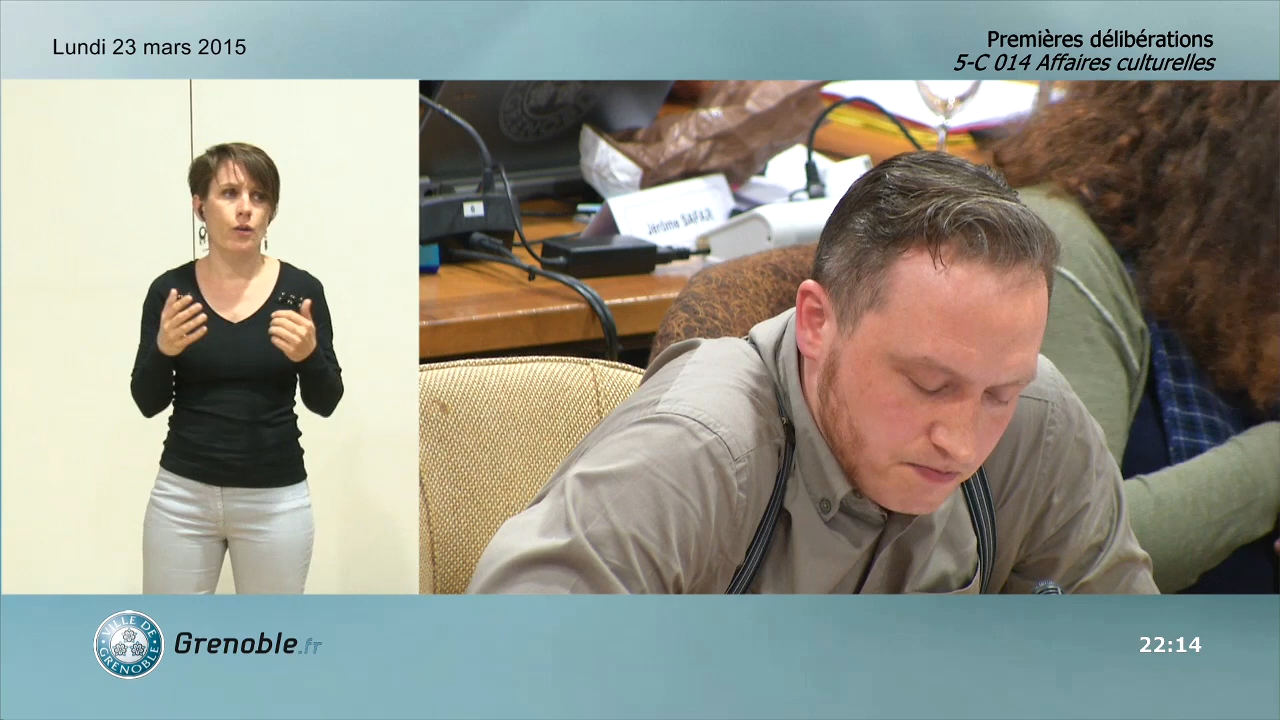 Lundi 23 mars 2015
Premières délibérations
5-C 014 Affaires culturelles
Jérôme SAFAR
VILLE DE GRENOBLE
Grenoble.fr
22:14